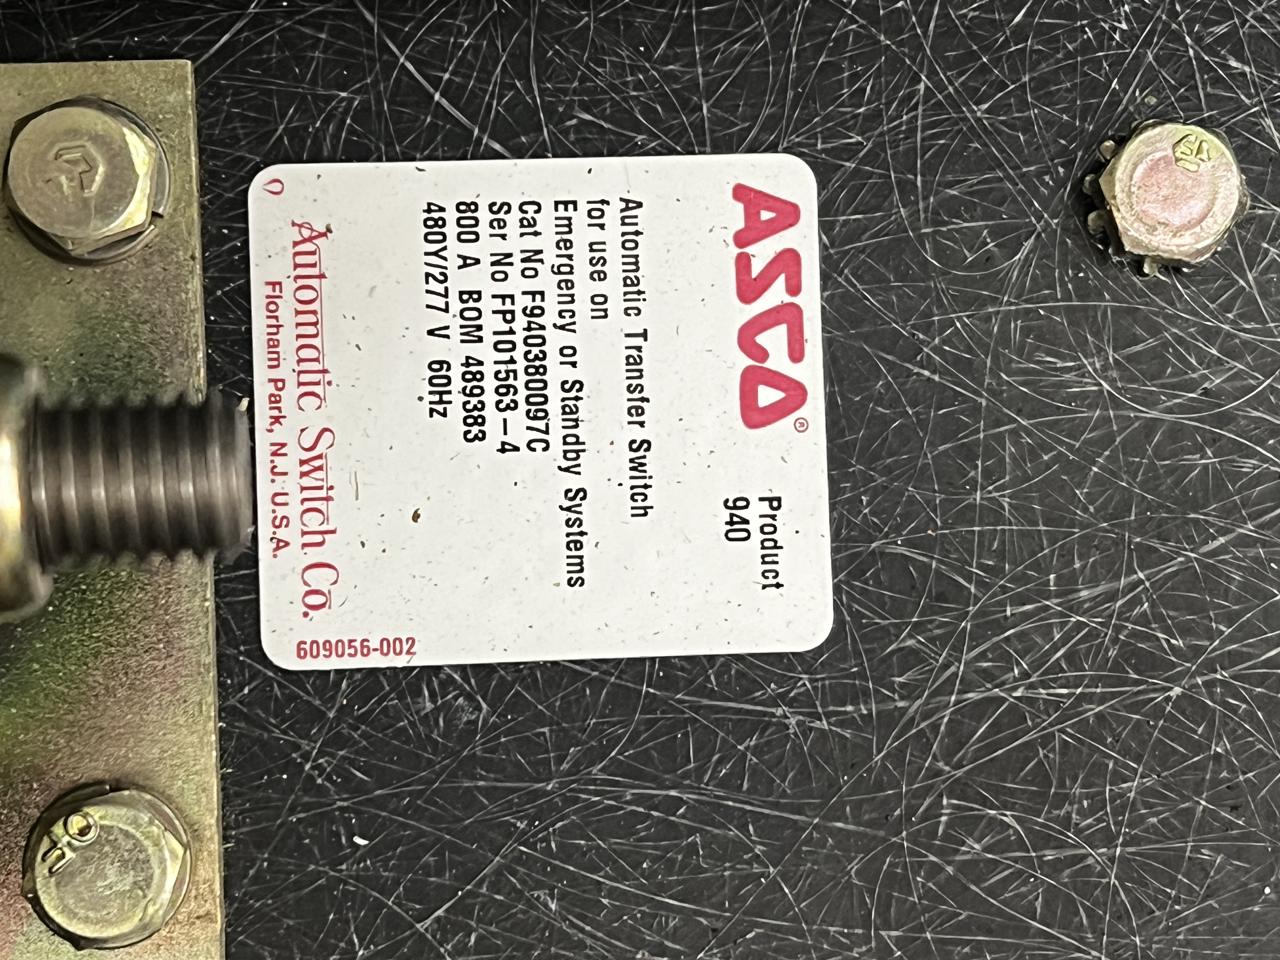 ASCA®
Product
940
Automatic Transfer Switch
for use on
Emergency or Standby Systems
Cat No F940380097C
Ser No FP101563-4
800 A BOM 489383
480Y/277 V 60Hz
Automatic Switch Co.
Florham Park, N.J. U.S.A.
609056-002